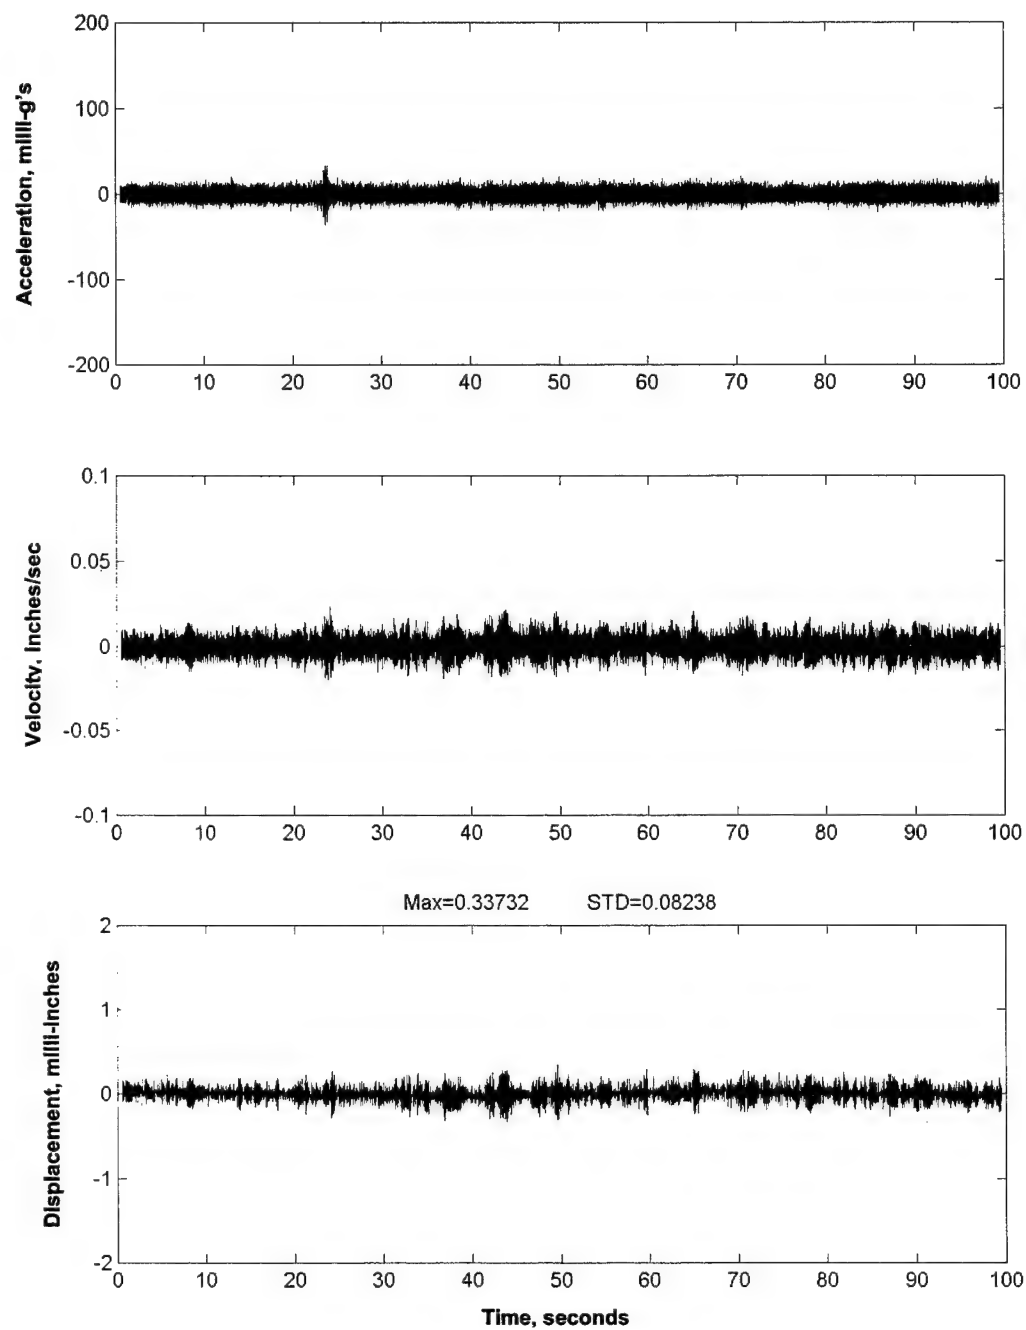 200
100
0
-100
-200
Acceleration, milli-g's
0 10 20 30 40 50 60 70 80 90 100
0.1
0.05
0
-0.05
-0.1
Velocity. Inches/sec
0 10 20 30 40 50 60 70 80 90 100
Max=0.33732 STD=0.08238
2
1
0
-1
-2
Displacement, milli-Inches
0 10 20 30 40 50 60 70 80 90 100
Time, seconds